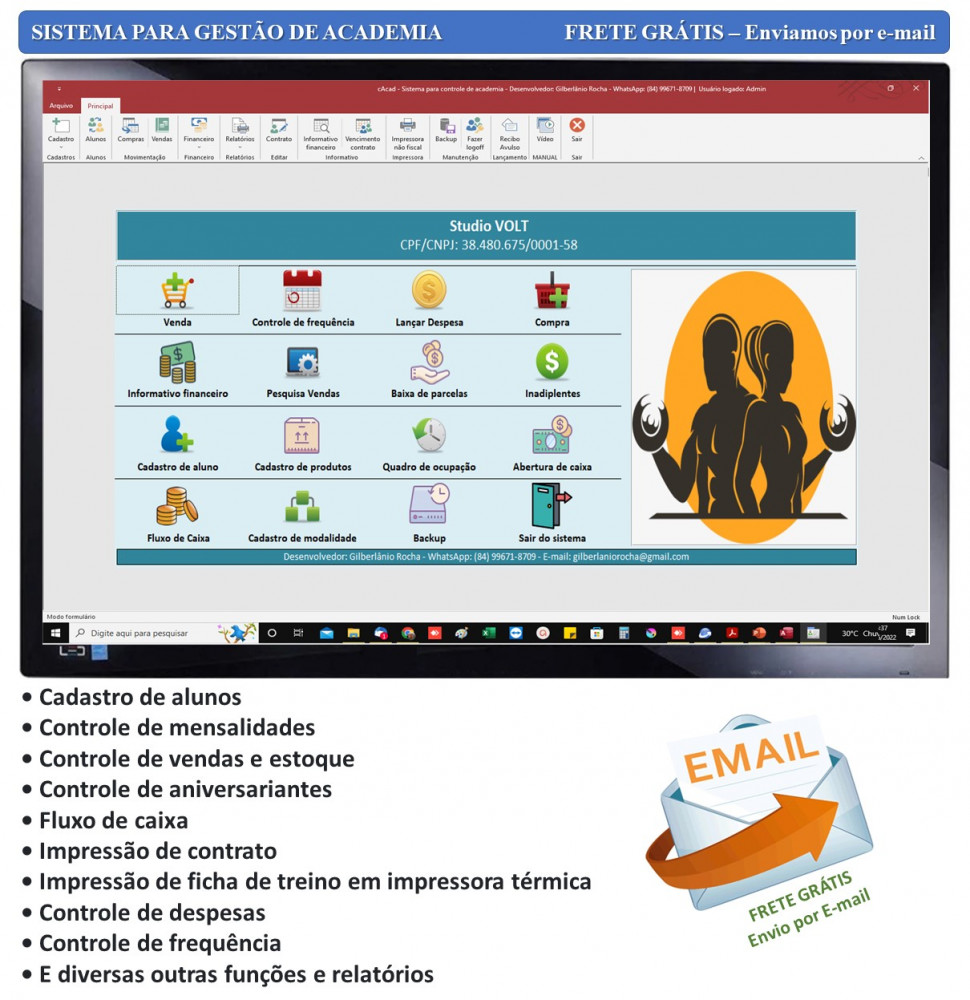 SISTEMA PARA GESTÃO DE ACADEMIA FRETE GRÁTIS – Enviamos por e-mail
cAcad - Sistema para controle de academia - Desenvolvedor: Gilberlânio Rocha - WhatsApp: (84) 99671-8709 | Usuário logado: Admin
Arquivo Principal
Cadastro Alunos Compras Vendas Financeiro Relatórios Contrato Informativo financeiro Vencimento contrato Impressora não fiscal Backup Fazer logoff Recibo Avulso Vídeo Sair
Cadastros Alunos Movimentação Financeiro Relatórios Editar Informativo Impressora Manutenção Lançamento MANUAL Sair
Studio VOLT
CPF/CNPJ: 38.480.675/0001-58
Venda Controle de frequência Lançar Despesa Compra
Informativo financeiro Pesquisa Vendas Baixa de parcelas Inadiplentes
Cadastro de aluno Cadastro de produtos Quadro de ocupação Abertura de caixa
Fluxo de Caixa Cadastro de modalidade Backup Sair do sistema
Desenvolvedor: Gilberlânio Rocha - WhatsApp: (84) 99671-8709 - E-mail: gilberlaniorocha@gmail.com
Modo formulário Num Lock
Digite aqui para pesquisar 30°C
• Cadastro de alunos
• Controle de mensalidades
• Controle de vendas e estoque
• Controle de aniversariantes
• Fluxo de caixa
• Impressão de contrato
• Impressão de ficha de treino em impressora térmica
• Controle de despesas
• Controle de frequência
• E diversas outras funções e relatórios
EMAIL
FRETE GRÁTIS
Envio por E-mail